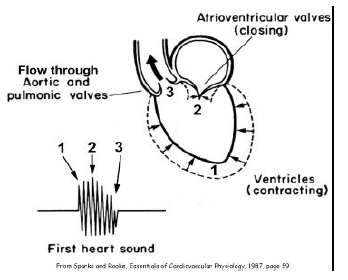 Atrioventricular valves
(closing)
Flow through
Aortic and
pulmonic valves
3
2
1
1 2 3
Ventricles
(contracting)
First heart sound
From Sparks and Rooke, Essentials of Cardiovascular Physiology, 1987, page 59